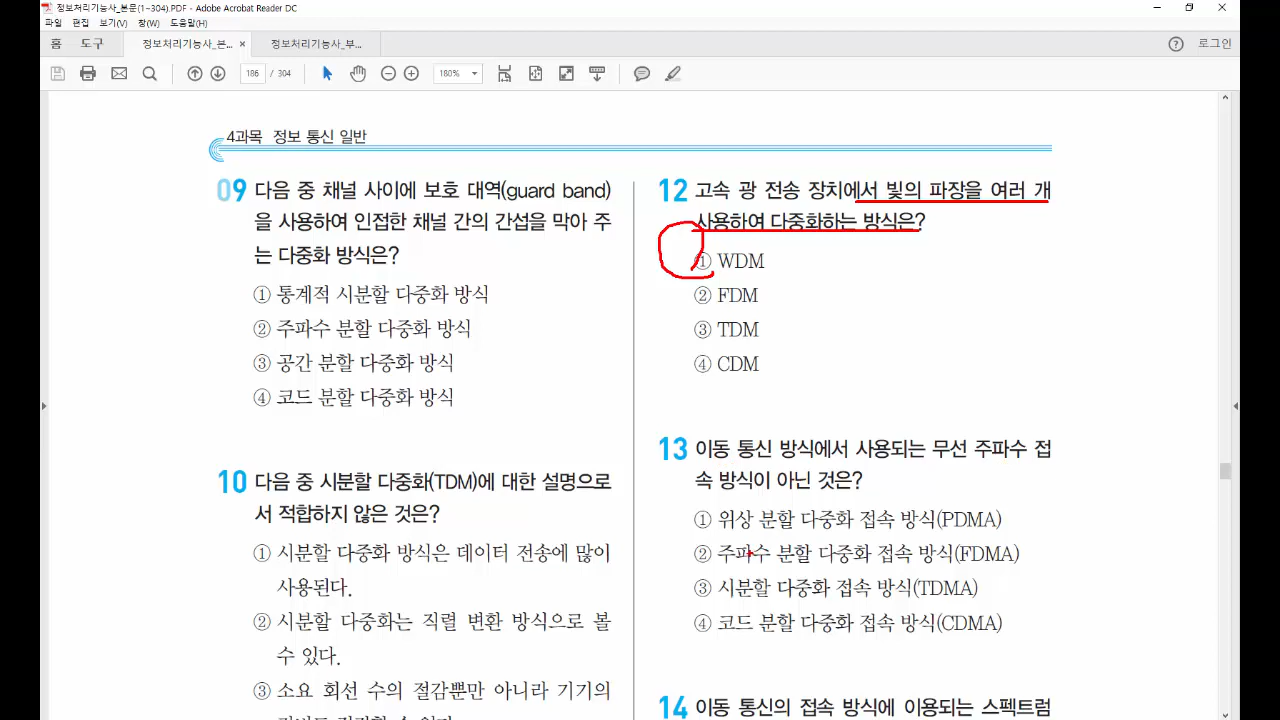 정보처리기능사_본문(1~304).PDF - Adobe Acrobat Reader DC
파일 편집 보기(V) 창(W) 도움말(H)
홈 도구 정보처리기능사_본... × 정보처리기능사_부... ? 로그인
186 / 304 180%
4과목 정보 통신 일반
09 다음 중 채널 사이에 보호 대역(guard band)
을 사용하여 인접한 채널 간의 간섭을 막아 주
는 다중화 방식은?
① 통계적 시분할 다중화 방식
② 주파수 분할 다중화 방식
③ 공간 분할 다중화 방식
④ 코드 분할 다중화 방식
10 다음 중 시분할 다중화(TDM)에 대한 설명으로
서 적합하지 않은 것은?
① 시분할 다중화 방식은 데이터 전송에 많이
사용된다.
② 시분할 다중화는 직렬 변환 방식으로 볼
수 있다.
③ 소요 회선 수의 절감뿐만 아니라 기기의
12 고속 광 전송 장치에서 빛의 파장을 여러 개
사용하여 다중화하는 방식은?
① WDM
② FDM
③ TDM
④ CDM
13 이동 통신 방식에서 사용되는 무선 주파수 접
속 방식이 아닌 것은?
① 위상 분할 다중화 접속 방식(PDMA)
② 주파수 분할 다중화 접속 방식(FDMA)
③ 시분할 다중화 접속 방식(TDMA)
④ 코드 분할 다중화 접속 방식(CDMA)
14 이동 통신의 접속 방식에 이용되는 스펙트럼